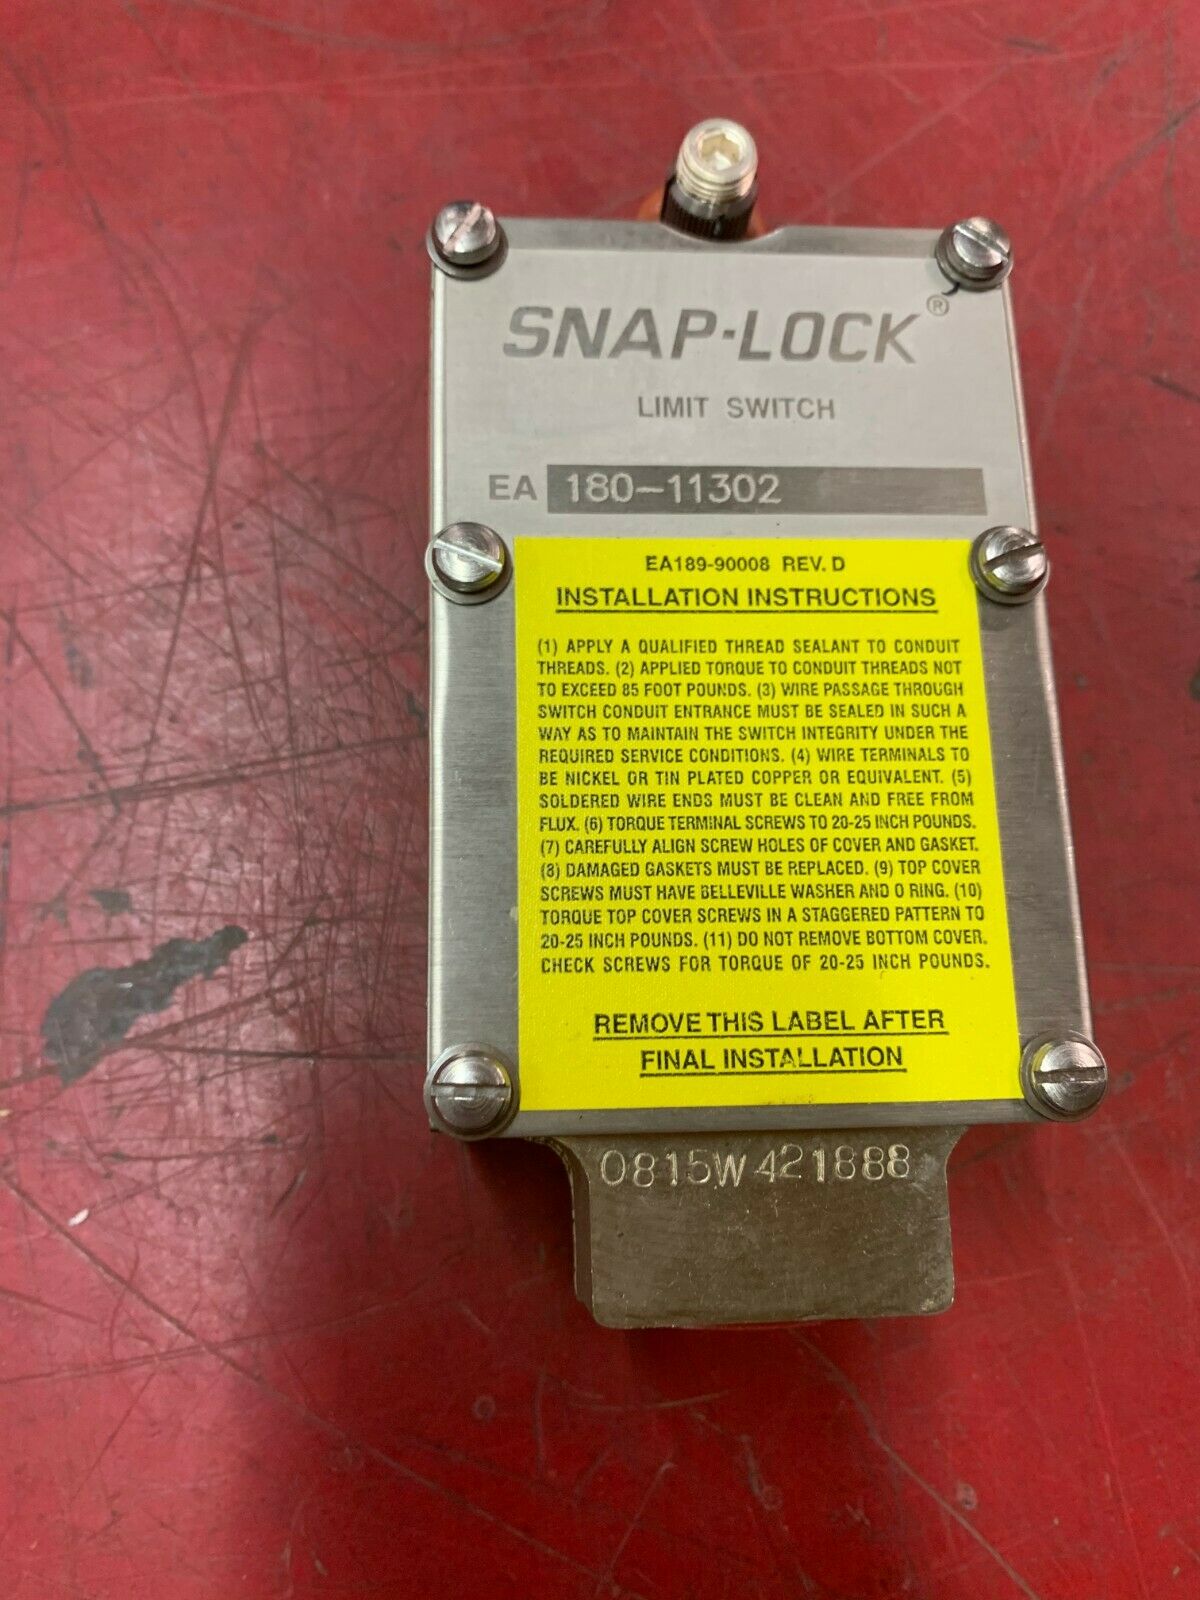 SNAP-LOCK®
LIMIT SWITCH
EA 180-11302
EA189-90008 REV. D
INSTALLATION INSTRUCTIONS
(1) APPLY A QUALIFIED THREAD SEALANT TO CONDUIT
THREADS. (2) APPLIED TORQUE TO CONDUIT THREADS NOT
TO EXCEED 85 FOOT POUNDS. (3) WIRE PASSAGE THROUGH
SWITCH CONDUIT ENTRANCE MUST BE SEALED IN SUCH A
WAY AS TO MAINTAIN THE SWITCH INTEGRITY UNDER THE
REQUIRED SERVICE CONDITIONS. (4) WIRE TERMINALS TO
BE NICKEL OR TIN PLATED COPPER OR EQUIVALENT. (5)
SOLDERED WIRE ENDS MUST BE CLEAN AND FREE FROM
FLUX. (6) TORQUE TERMINAL SCREWS TO 20-25 INCH POUNDS.
(7) CAREFULLY ALIGN SCREW HOLES OF COVER AND GASKET.
(8) DAMAGED GASKETS MUST BE REPLACED. (9) TOP COVER
SCREWS MUST HAVE BELLEVILLE WASHER AND O RING. (10)
TORQUE TOP COVER SCREWS IN A STAGGERED PATTERN TO
20-25 INCH POUNDS. (11) DO NOT REMOVE BOTTOM COVER.
CHECK SCREWS FOR TORQUE OF 20-25 INCH POUNDS.
REMOVE THIS LABEL AFTER
FINAL INSTALLATION
0815W421888